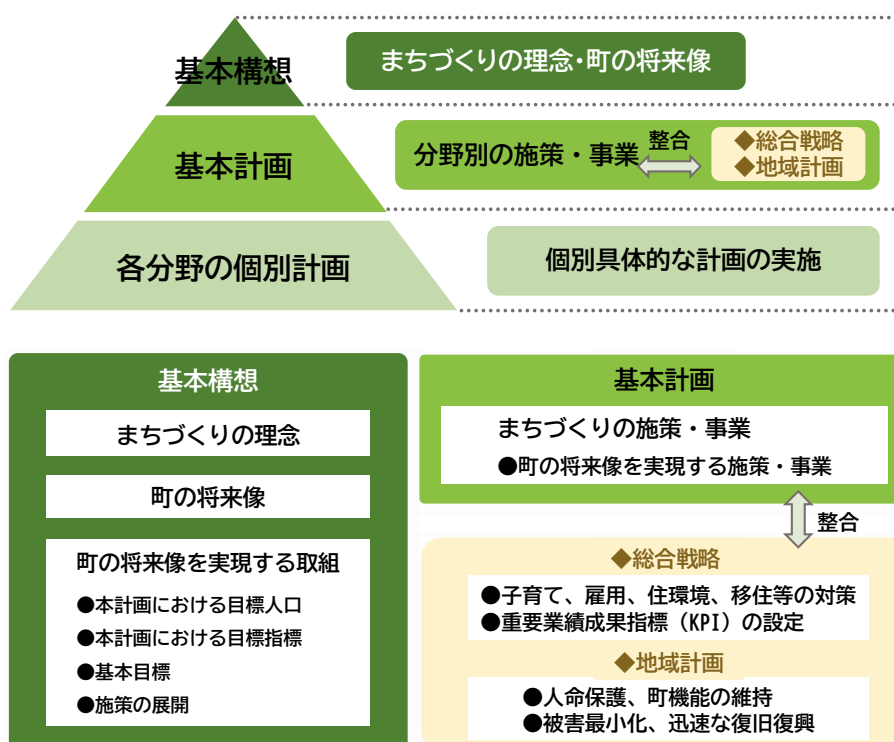 基本構想
まちづくりの理念・町の将来像
基本計画
分野別の施策・事業
整合
◆総合戦略
◆地域計画
各分野の個別計画
個別具体的な計画の実施
基本構想
まちづくりの理念
町の将来像
町の将来像を実現する取組
●本計画における目標人口
●本計画における目標指標
●基本目標
●施策の展開
基本計画
まちづくりの施策・事業
●町の将来像を実現する施策・事業
整合
◆総合戦略
●子育て、雇用、住環境、移住等の対策
●重要業績成果指標（KPI）の設定
◆地域計画
●人命保護、町機能の維持
●被害最小化、迅速な復旧復興